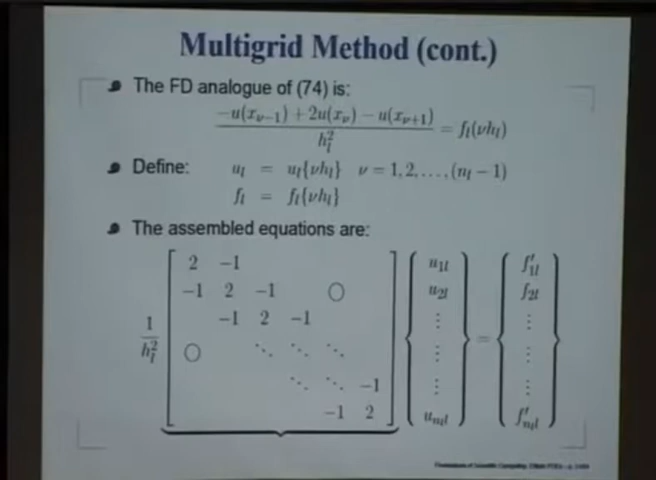 Multigrid Method (cont.)
The FD analogue of (74) is:
−u(x_{ν−1}) + 2u(x_ν) − u(x_{ν+1})
h_l^2
= f_l(νh_l)
Define: u_l = u_l{νh_l} ν = 1, 2, . . . , (n_l − 1)
f_l = f_l{νh_l}
The assembled equations are:
2 −1
−1 2 −1 ○
−1 2 −1
1
h_l^2
○ ⋱ ⋱ ⋱
⋱ ⋱ −1
−1 2
u_{1l}
u_{2l}
⋮
⋮
⋮
u_{n_l l}
=
f'_{1l}
f_{2l}
⋮
⋮
⋮
f'_{n_l l}